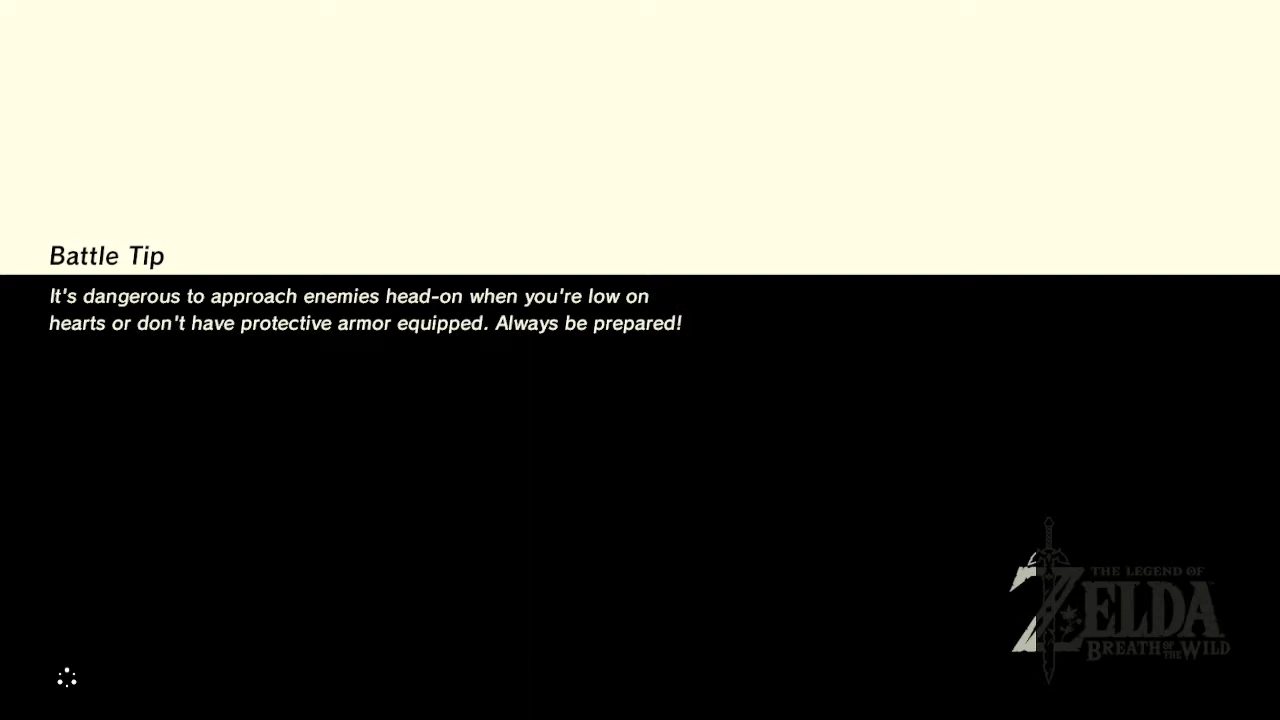 Battle Tip
It's dangerous to approach enemies head-on when you're low on
hearts or don't have protective armor equipped. Always be prepared!
THE LEGEND OF
ZELDA
BREATH OF THE WILD